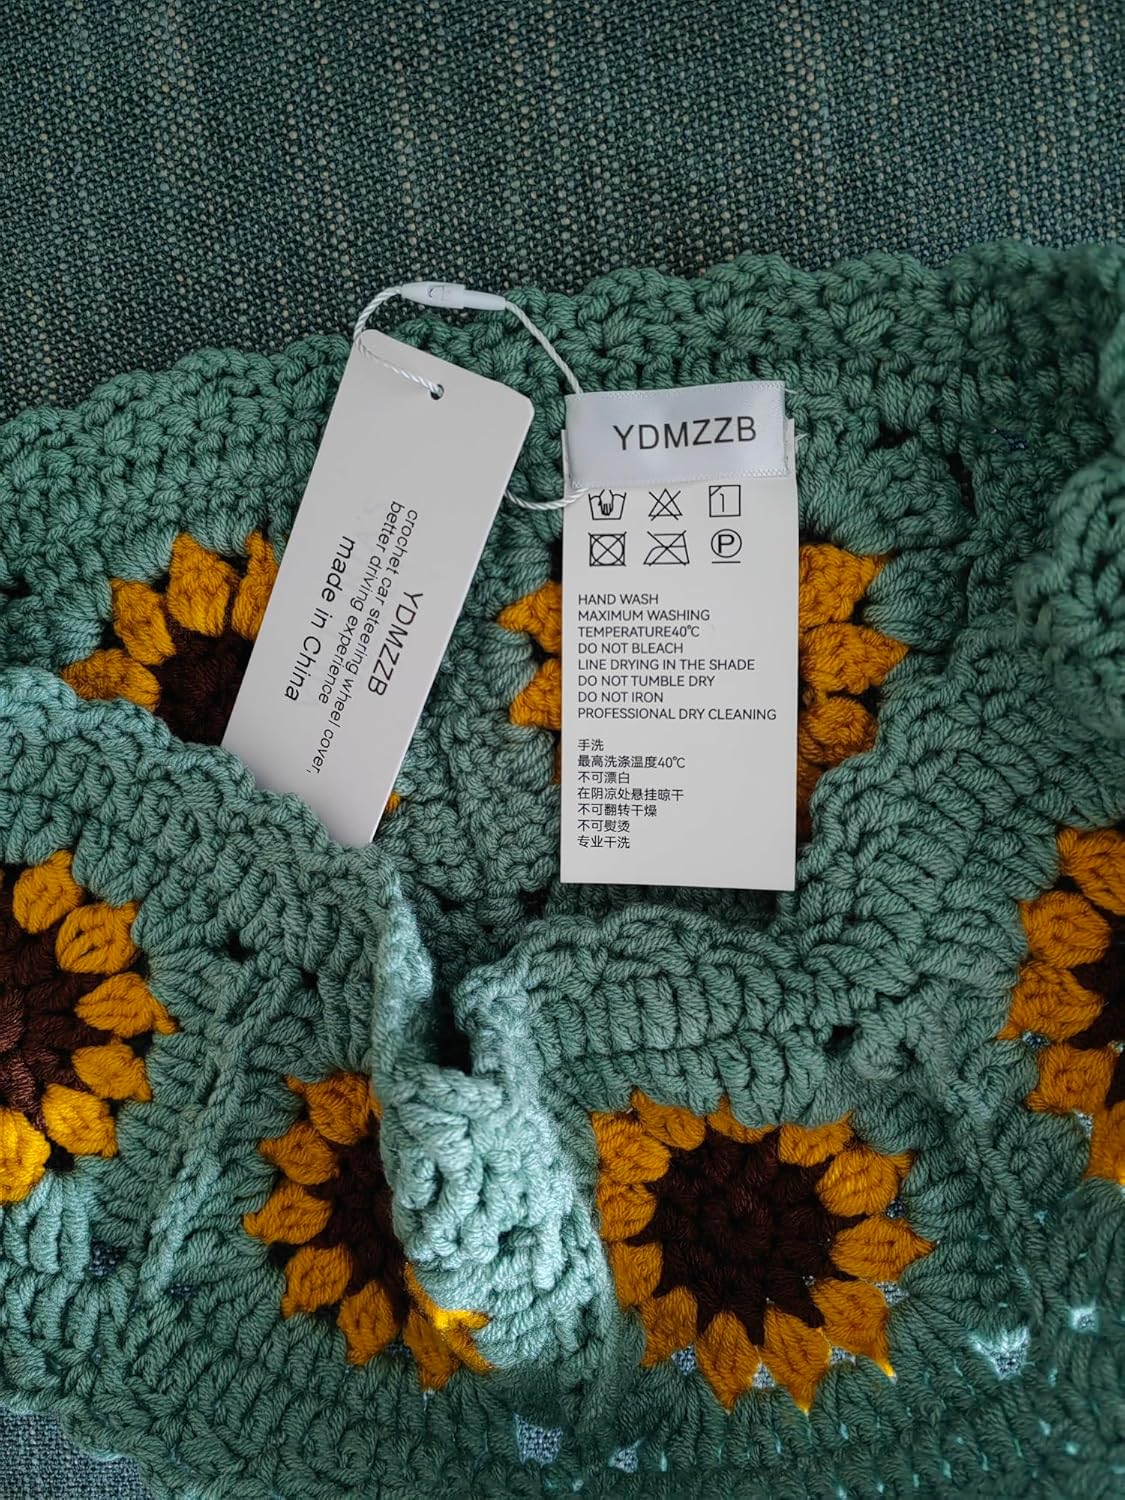 YDMZZB
crochet car steering wheel cover,
better driving experience
made in China
YDMZZB
P
HAND WASH
MAXIMUM WASHING
TEMPERATURE40℃
DO NOT BLEACH
LINE DRYING IN THE SHADE
DO NOT TUMBLE DRY
DO NOT IRON
PROFESSIONAL DRY CLEANING
手洗
最高洗涤温度40℃
不可漂白
在阴凉处悬挂晾干
不可翻转干燥
不可熨烫
专业干洗